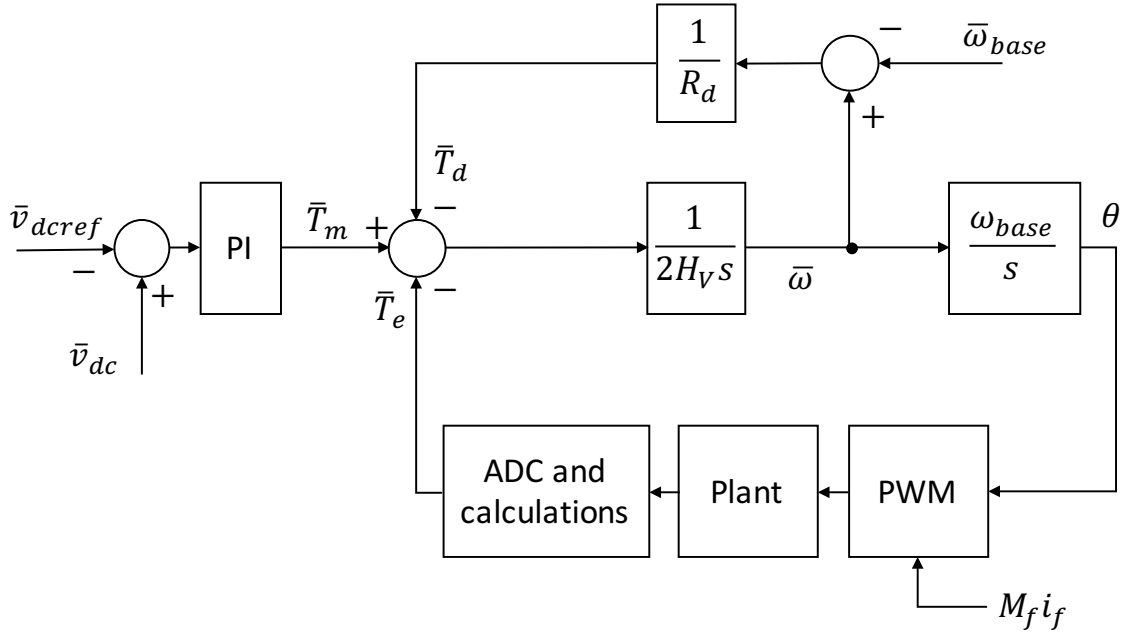 1
R_d
−
ω̅_base
+
T̅_d
−
v̅_dcref
−
+
v̅_dc
PI
T̅_m
+
−
T̅_e
1
2H_V s
ω̅
ω_base
s
θ
ADC and
calculations
Plant
PWM
M_f i_f